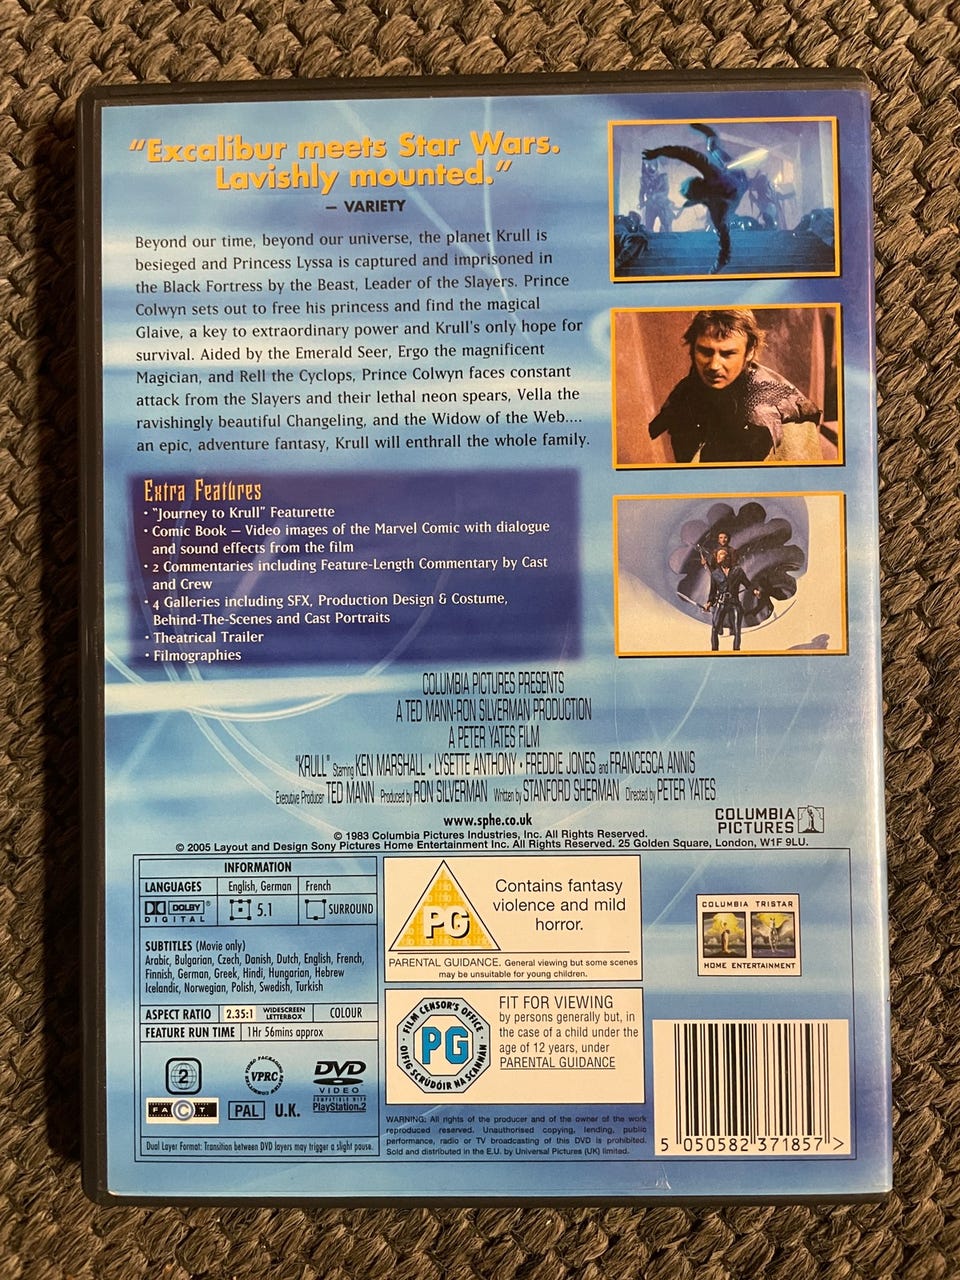 “Excalibur meets Star Wars.
Lavishly mounted.”
– VARIETY
Beyond our time, beyond our universe, the planet Krull is
besieged and Princess Lyssa is captured and imprisoned in
the Black Fortress by the Beast, Leader of the Slayers. Prince
Colwyn sets out to free his princess and find the magical
Glaive, a key to extraordinary power and Krull's only hope for
survival. Aided by the Emerald Seer, Ergo the magnificent
Magician, and Rell the Cyclops, Prince Colwyn faces constant
attack from the Slayers and their lethal neon spears, Vella the
ravishingly beautiful Changeling, and the Widow of the Web....
an epic, adventure fantasy, Krull will enthrall the whole family.
Extra Features
• “Journey to Krull” Featurette
• Comic Book – Video images of the Marvel Comic with dialogue
and sound effects from the film
• 2 Commentaries including Feature-Length Commentary by Cast
and Crew
• 4 Galleries including SFX, Production Design & Costume,
Behind-The-Scenes and Cast Portraits
• Theatrical Trailer
• Filmographies
COLUMBIA PICTURES PRESENTS
A TED MANN-RON SILVERMAN PRODUCTION
A PETER YATES FILM
"KRULL" Starring KEN MARSHALL • LYSETTE ANTHONY • FREDDIE JONES and FRANCESCA ANNIS
Executive Producer TED MANN Produced by RON SILVERMAN Written by STANFORD SHERMAN Directed by PETER YATES
www.sphe.co.uk
COLUMBIA
PICTURES
© 1983 Columbia Pictures Industries, Inc. All Rights Reserved.
© 2005 Layout and Design Sony Pictures Home Entertainment Inc. All Rights Reserved. 25 Golden Square, London, W1F 9LU.
INFORMATION
LANGUAGES English, German French
DOLBY DIGITAL 5.1 SURROUND
SUBTITLES (Movie only)
Arabic, Bulgarian, Czech, Danish, Dutch, English, French,
Finnish, German, Greek, Hindi, Hungarian, Hebrew
Icelandic, Norwegian, Polish, Swedish, Turkish
ASPECT RATIO 2.35:1 WIDESCREEN LETTERBOX COLOUR
FEATURE RUN TIME 1Hr 56mins approx
2
VIDEO PACKAGING REVIEW COMMITTEE
VPRC
DVD
VIDEO
COMPATIBLE WITH
PlayStation.2
FACT
PAL U.K.
Dual Layer Format: Transition between DVD layers may trigger a slight pause.
PG
Contains fantasy
violence and mild
horror.
PARENTAL GUIDANCE. General viewing but some scenes
may be unsuitable for young children.
FILM CENSOR'S OFFICE
PG
OIFIG SCRÚDÓIR NA SCANNÁN
FIT FOR VIEWING
by persons generally but, in
the case of a child under the
age of 12 years, under
PARENTAL GUIDANCE
WARNING: All rights of the producer and of the owner of the work
reproduced reserved. Unauthorised copying, lending, public
performance, radio or TV broadcasting of this DVD is prohibited.
Sold and distributed in the E.U. by Universal Pictures (UK) limited.
COLUMBIA TRISTAR
HOME ENTERTAINMENT
5 050582 371857 >